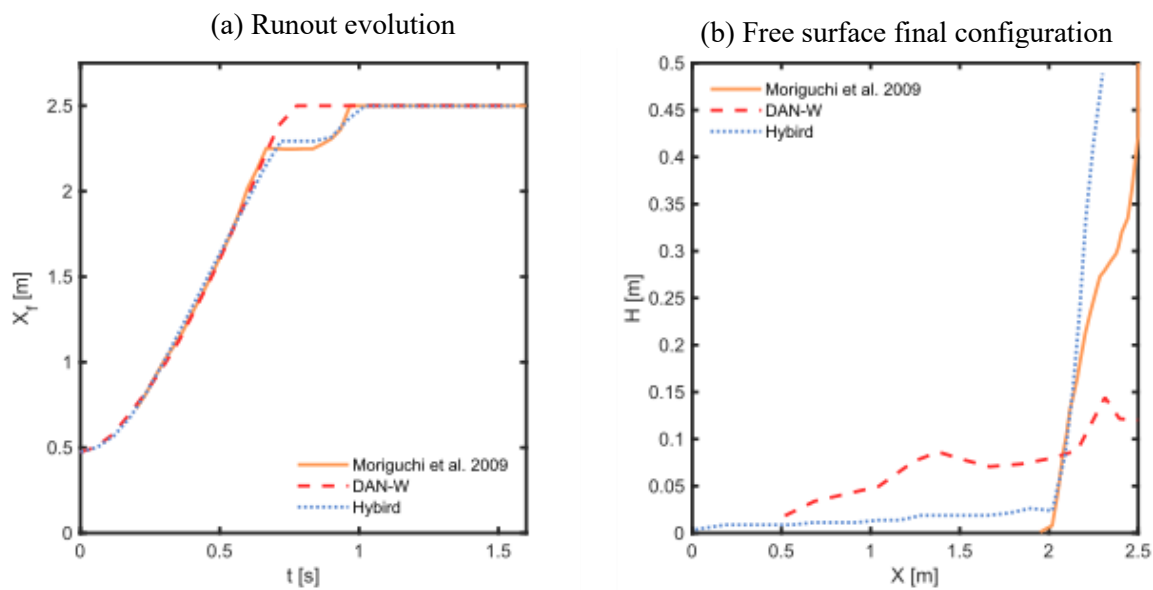 (a) Runout evolution
X_f [m]
2.5
2
1.5
1
0.5
0
0
0.5
1
1.5
t [s]
Moriguchi et al. 2009
DAN-W
Hybird
(b) Free surface final configuration
H [m]
0.5
0.45
0.4
0.35
0.3
0.25
0.2
0.15
0.1
0.05
0
0
0.5
1
1.5
2
2.5
X [m]
Moriguchi et al. 2009
DAN-W
Hybird